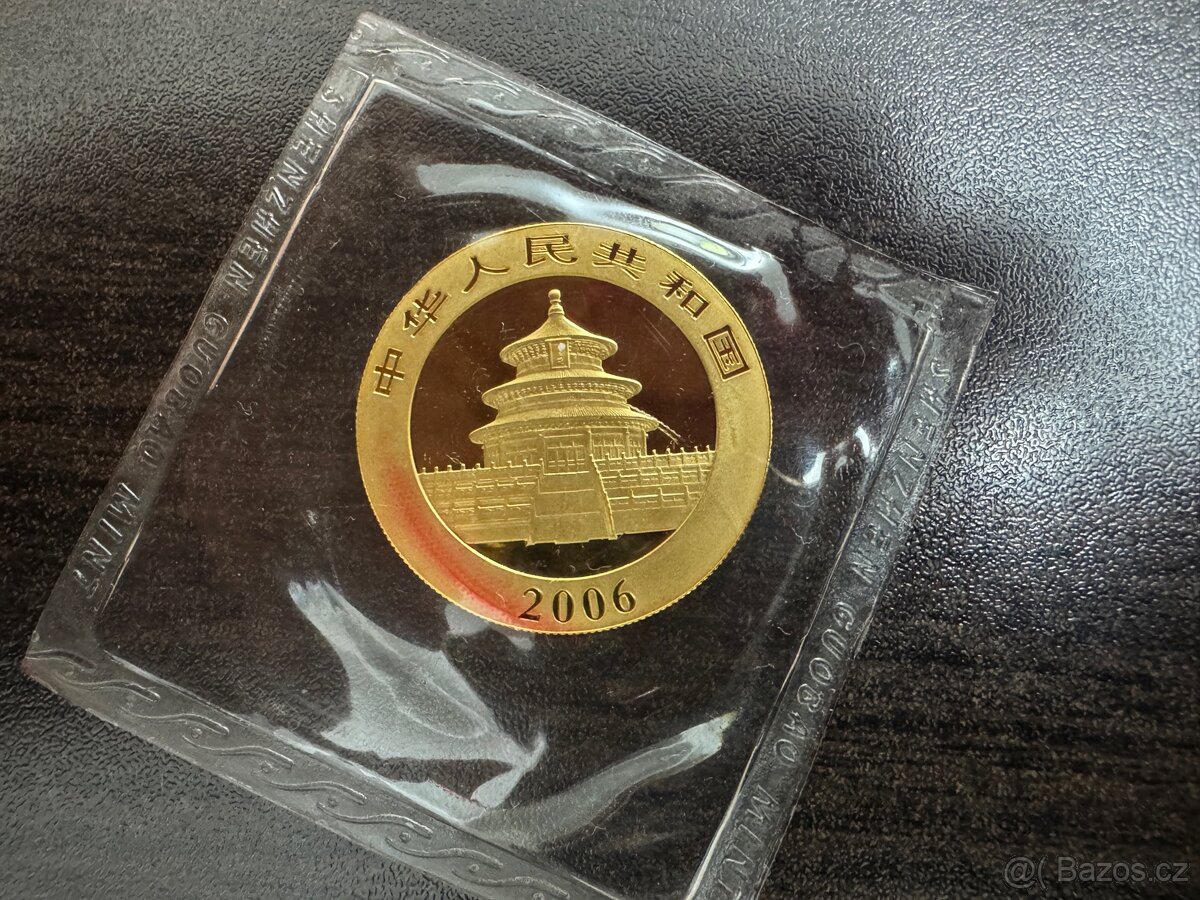 中华人民共和国
2006
SHENZHEN GUOBAO MINT
SHENZHEN GUOBAO MINT
@( Bazos.cz